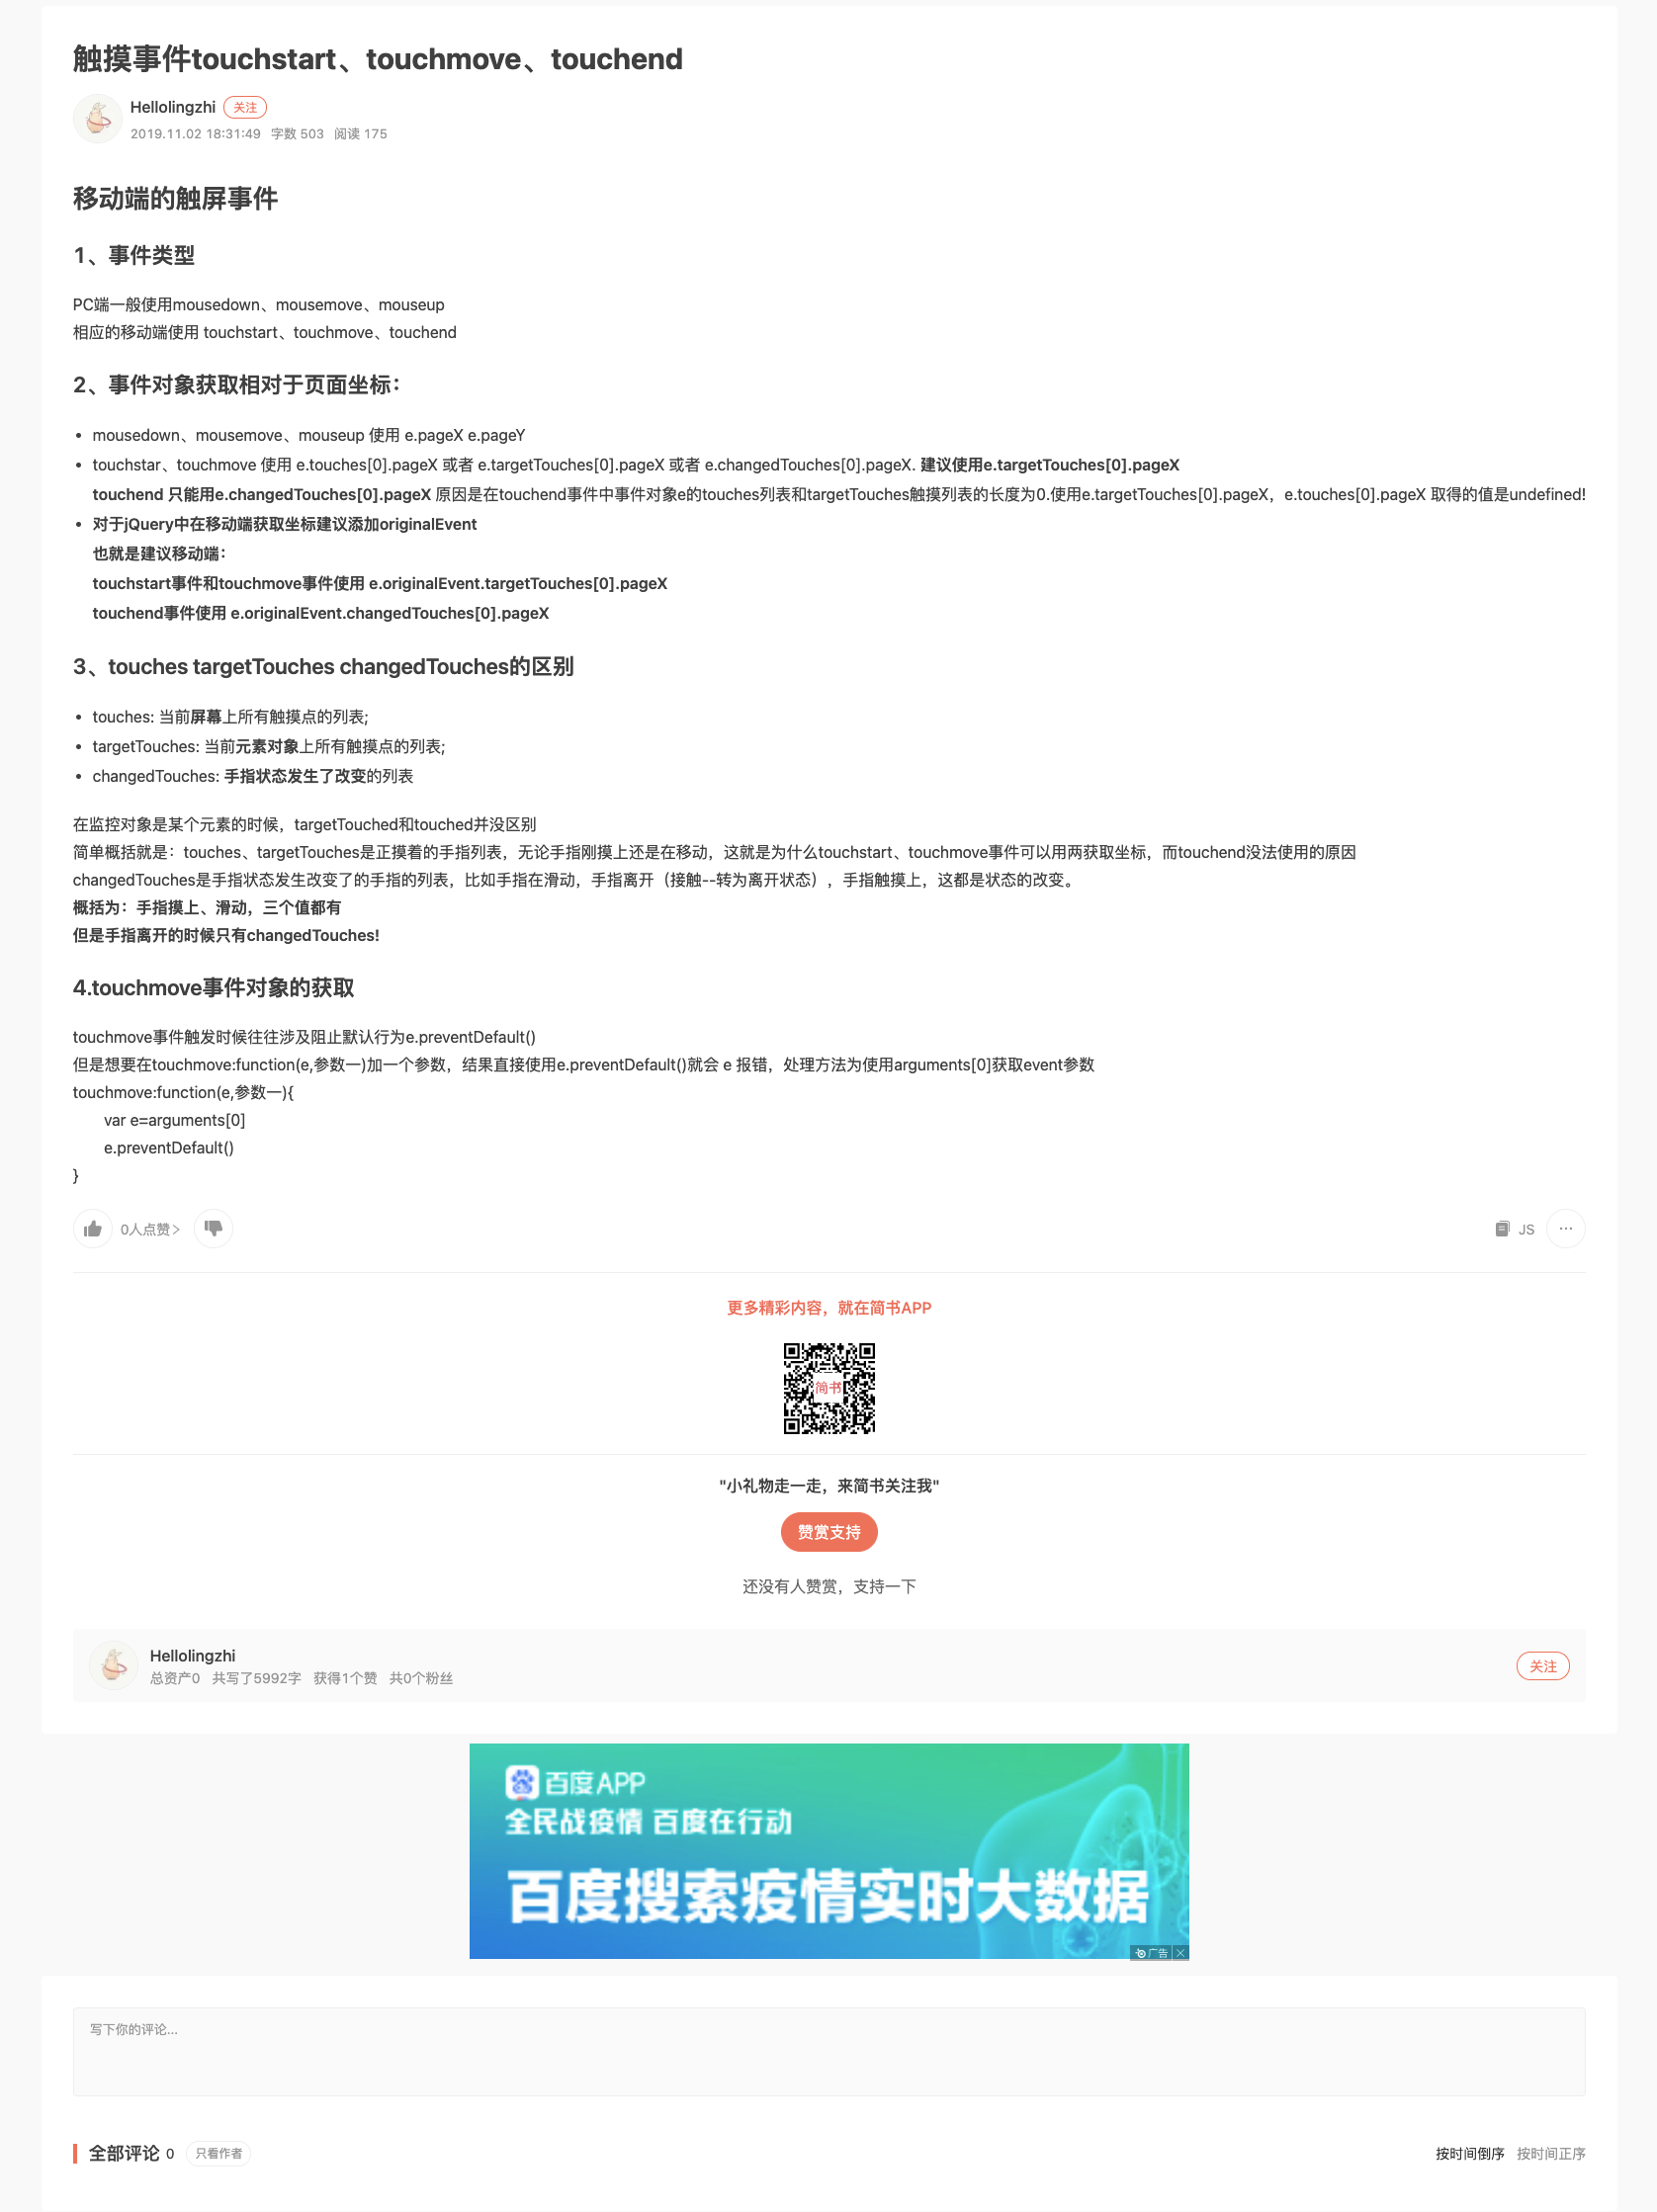 触摸事件touchstart、touchmove、touchend
Hellolingzhi 关注
2019.11.02 18:31:49 字数 503 阅读 175
移动端的触屏事件
1、事件类型
PC端一般使用mousedown、mousemove、mouseup
相应的移动端使用 touchstart、touchmove、touchend
2、事件对象获取相对于页面坐标：
• mousedown、mousemove、mouseup 使用 e.pageX e.pageY
• touchstar、touchmove 使用 e.touches[0].pageX 或者 e.targetTouches[0].pageX 或者 e.changedTouches[0].pageX. 建议使用e.targetTouches[0].pageX
touchend 只能用e.changedTouches[0].pageX 原因是在touchend事件中事件对象e的touches列表和targetTouches触摸列表的长度为0.使用e.targetTouches[0].pageX，e.touches[0].pageX 取得的值是undefined!
• 对于jQuery中在移动端获取坐标建议添加originalEvent
也就是建议移动端：
touchstart事件和touchmove事件使用 e.originalEvent.targetTouches[0].pageX
touchend事件使用 e.originalEvent.changedTouches[0].pageX
3、touches targetTouches changedTouches的区别
• touches: 当前屏幕上所有触摸点的列表;
• targetTouches: 当前元素对象上所有触摸点的列表;
• changedTouches: 手指状态发生了改变的列表
在监控对象是某个元素的时候，targetTouched和touched并没区别
简单概括就是：touches、targetTouches是正摸着的手指列表，无论手指刚摸上还是在移动，这就是为什么touchstart、touchmove事件可以用两获取坐标，而touchend没法使用的原因
changedTouches是手指状态发生改变了的手指的列表，比如手指在滑动，手指离开（接触--转为离开状态），手指触摸上，这都是状态的改变。
概括为：手指摸上、滑动，三个值都有
但是手指离开的时候只有changedTouches!
4.touchmove事件对象的获取
touchmove事件触发时候往往涉及阻止默认行为e.preventDefault()
但是想要在touchmove:function(e,参数一)加一个参数，结果直接使用e.preventDefault()就会 e 报错，处理方法为使用arguments[0]获取event参数
touchmove:function(e,参数一){
var e=arguments[0]
e.preventDefault()
}
0人点赞> JS ...
更多精彩内容，就在简书APP
简书
"小礼物走一走，来简书关注我"
赞赏支持
还没有人赞赏，支持一下
Hellolingzhi
总资产0 共写了5992字 获得1个赞 共0个粉丝
关注
百度APP
全民战疫情 百度在行动
百度搜索疫情实时大数据
广告
写下你的评论...
全部评论 0 只看作者 按时间倒序 按时间正序